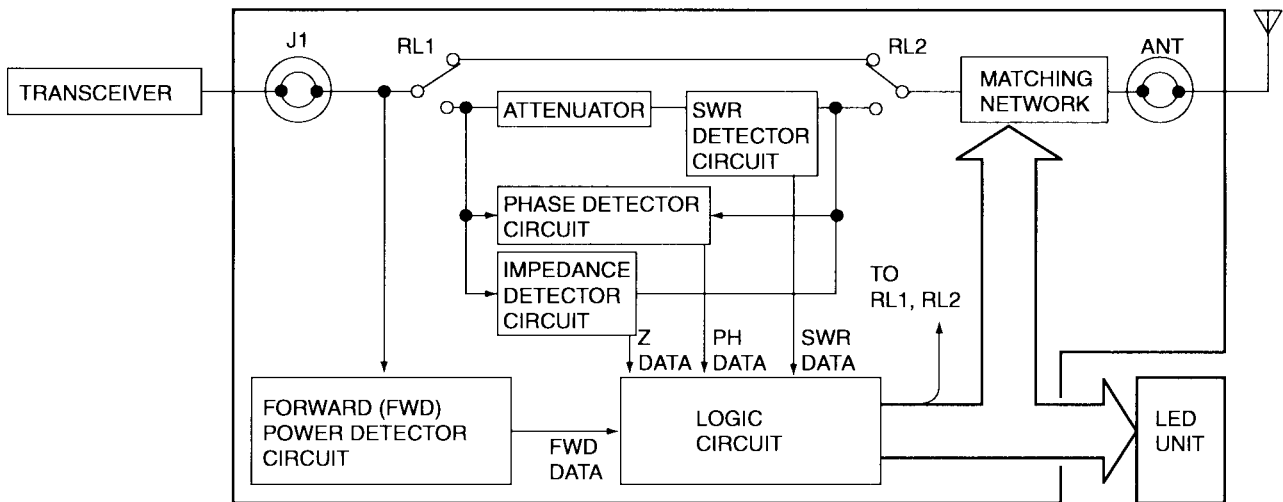 J1
RL1
RL2
ANT
TRANSCEIVER
MATCHING
NETWORK
ATTENUATOR
SWR
DETECTOR
CIRCUIT
PHASE DETECTOR
CIRCUIT
IMPEDANCE
DETECTOR
CIRCUIT
TO
RL1, RL2
Z
DATA
PH
DATA
SWR
DATA
FORWARD (FWD)
POWER DETECTOR
CIRCUIT
FWD
DATA
LOGIC
CIRCUIT
LED
UNIT